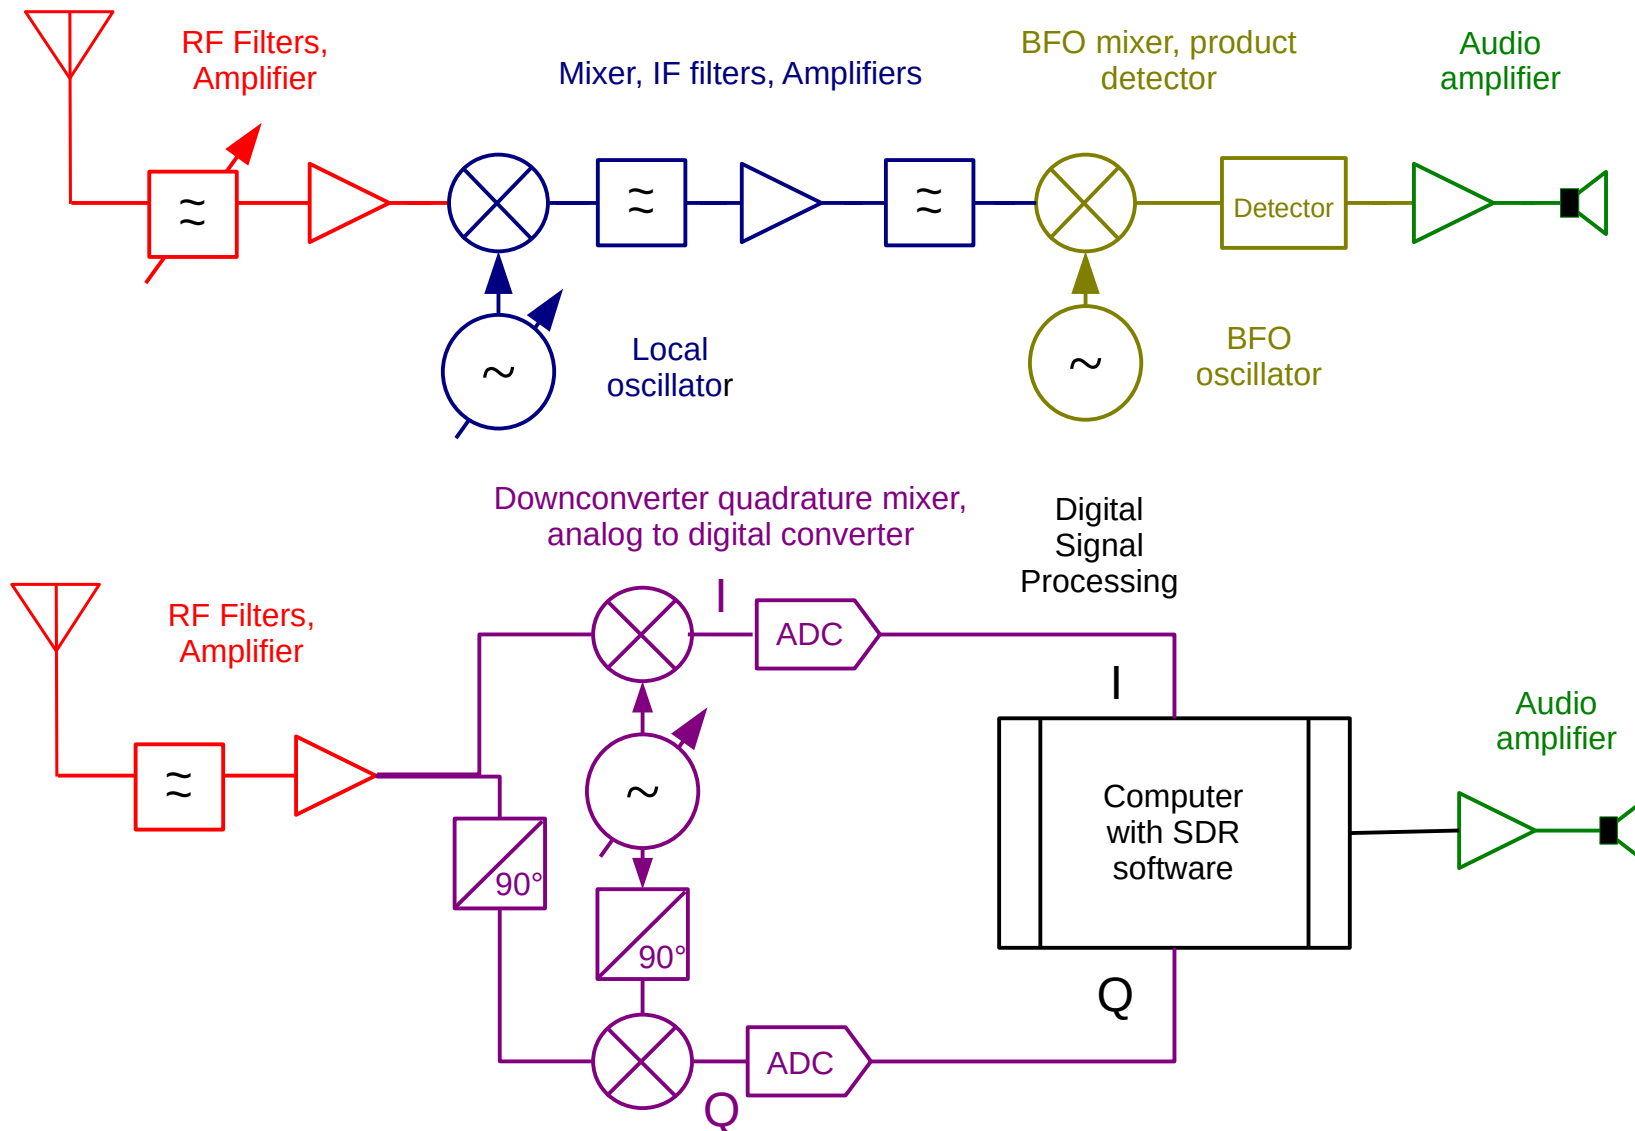 RF Filters,
Amplifier
Mixer, IF filters, Amplifiers
BFO mixer, product
detector
Audio
amplifier
≈
≈
≈
Detector
~
Local
oscillator
~
BFO
oscillator
Downconverter quadrature mixer,
analog to digital converter
Digital
Signal
Processing
RF Filters,
Amplifier
I
ADC
I
Audio
amplifier
≈
~
Computer
with SDR
software
90°
90°
Q
ADC
Q